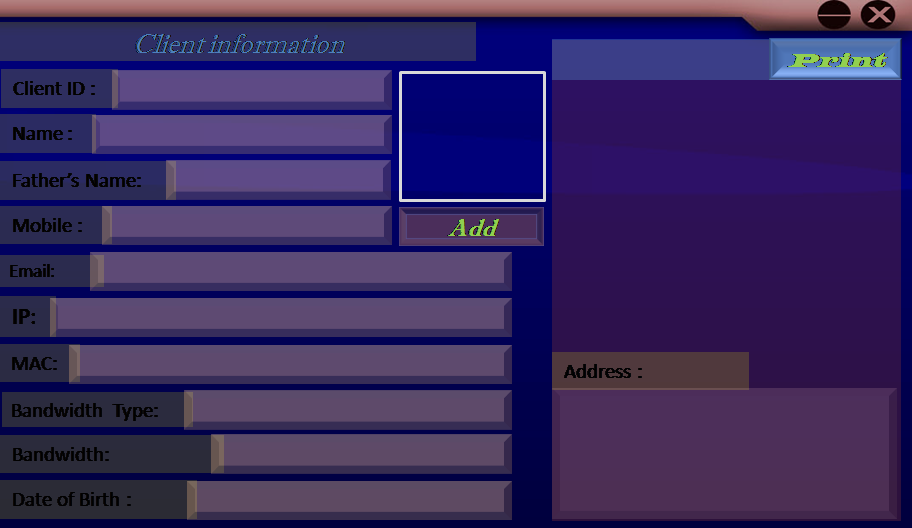 Client information
Print
Client ID :
Name :
Father's Name:
Mobile :
Add
Email:
IP:
MAC:
Address :
Bandwidth Type:
Bandwidth:
Date of Birth :